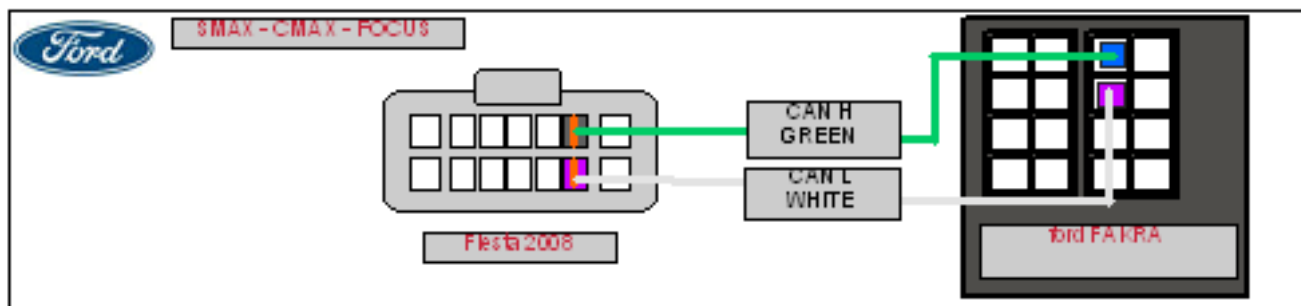 Ford
SMAX - CMAX - FOCUS
CAN H
GREEN
CAN L
WHITE
Fiesta 2008
ford FAKRA